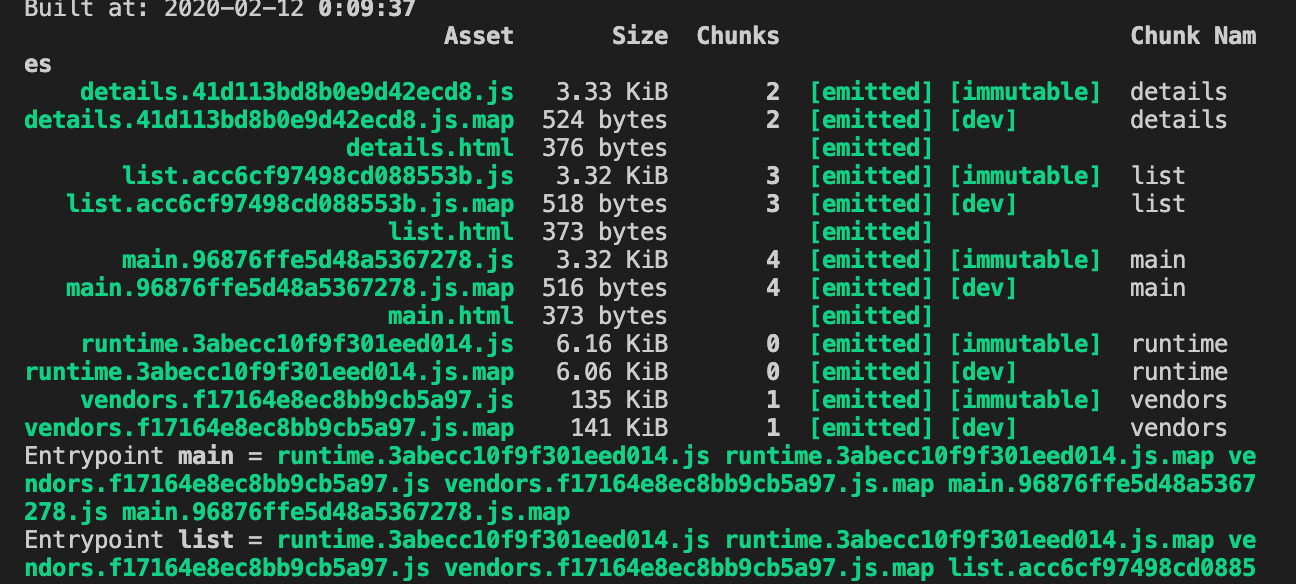 Built at: 2020-02-12 0:09:37
Asset Size Chunks Chunk Nam
es
details.41d113bd8b0e9d42ecd8.js 3.33 KiB 2 [emitted] [immutable] details
details.41d113bd8b0e9d42ecd8.js.map 524 bytes 2 [emitted] [dev] details
details.html 376 bytes [emitted]
list.acc6cf97498cd088553b.js 3.32 KiB 3 [emitted] [immutable] list
list.acc6cf97498cd088553b.js.map 518 bytes 3 [emitted] [dev] list
list.html 373 bytes [emitted]
main.96876ffe5d48a5367278.js 3.32 KiB 4 [emitted] [immutable] main
main.96876ffe5d48a5367278.js.map 516 bytes 4 [emitted] [dev] main
main.html 373 bytes [emitted]
runtime.3abecc10f9f301eed014.js 6.16 KiB 0 [emitted] [immutable] runtime
runtime.3abecc10f9f301eed014.js.map 6.06 KiB 0 [emitted] [dev] runtime
vendors.f17164e8ec8bb9cb5a97.js 135 KiB 1 [emitted] [immutable] vendors
vendors.f17164e8ec8bb9cb5a97.js.map 141 KiB 1 [emitted] [dev] vendors
Entrypoint main = runtime.3abecc10f9f301eed014.js runtime.3abecc10f9f301eed014.js.map ve
ndors.f17164e8ec8bb9cb5a97.js vendors.f17164e8ec8bb9cb5a97.js.map main.96876ffe5d48a5367
278.js main.96876ffe5d48a5367278.js.map
Entrypoint list = runtime.3abecc10f9f301eed014.js runtime.3abecc10f9f301eed014.js.map ve
ndors.f17164e8ec8bb9cb5a97.js vendors.f17164e8ec8bb9cb5a97.js.map list.acc6cf97498cd0885